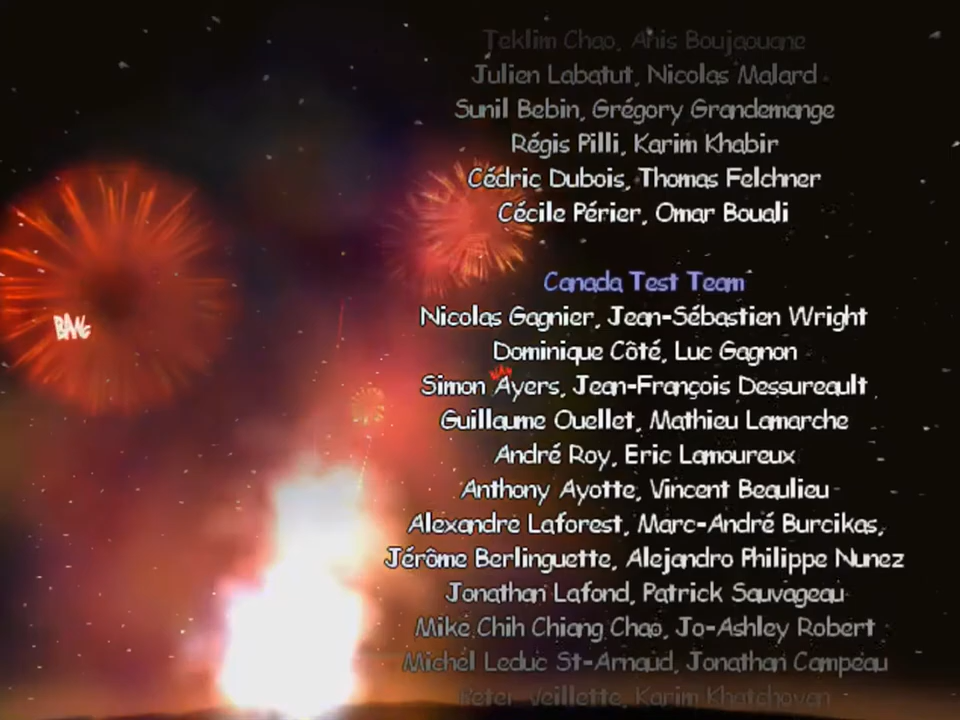 Teklim Chao, Anis Boujaouane
Julien Labatut, Nicolas Malard
Sunil Bebin, Grégory Grandemange
Régis Pilli, Karim Khabir
Cédric Dubois, Thomas Felchner
Cécile Périer, Omar Bouali
Canada Test Team
Nicolas Gagnier, Jean-Sébastien Wright
BANG
Dominique Côté, Luc Gagnon
Simon Ayers, Jean-François Dessureault
Guillaume Ouellet, Mathieu Lamarche
André Roy, Eric Lamoureux
Anthony Ayotte, Vincent Beaulieu
Alexandre Laforest, Marc-André Burcikas,
Jérôme Berlinguette, Alejandro Philippe Nunez
Jonathan Lafond, Patrick Sauvageau
Mike Chih Chiang Chao, Jo-Ashley Robert
Michel Leduc St-Arnaud, Jonathan Campeau
Peter Veillette, Karim Khatchoyan